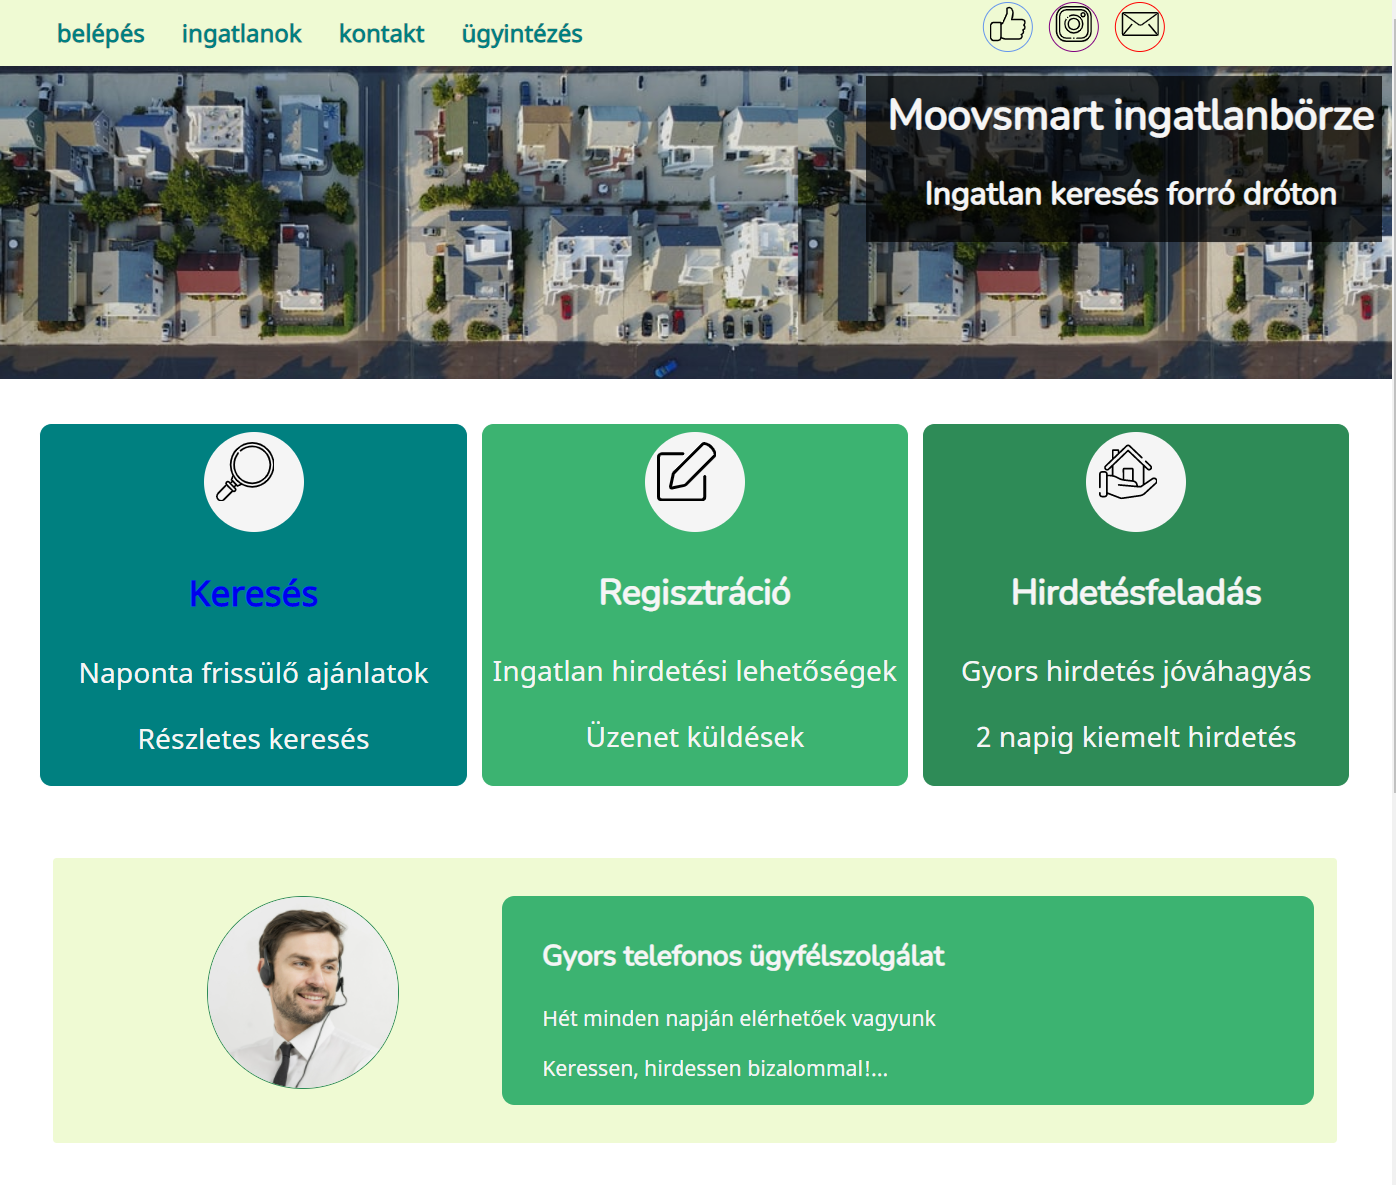 belépés ingatlanok kontakt ügyintézés
Moovsmart ingatlanbörze
Ingatlan keresés forró dróton
Keresés
Naponta frissülő ajánlatok
Részletes keresés
Regisztráció
Ingatlan hirdetési lehetőségek
Üzenet küldések
Hirdetésfeladás
Gyors hirdetés jóváhagyás
2 napig kiemelt hirdetés
Gyors telefonos ügyfélszolgálat
Hét minden napján elérhetőek vagyunk
Keressen, hirdessen bizalommal!...